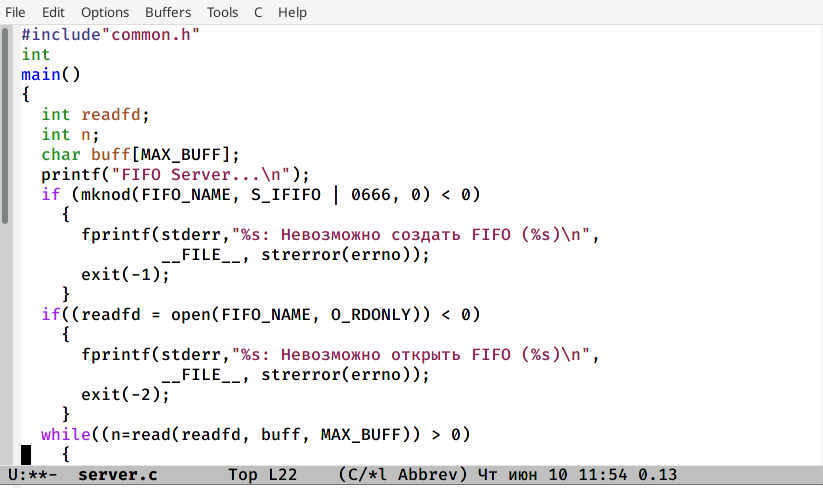 File Edit Options Buffers Tools C Help
#include"common.h"
int
main()
{
  int readfd;
  int n;
  char buff[MAX_BUFF];
  printf("FIFO Server...\n");
  if (mknod(FIFO_NAME, S_IFIFO | 0666, 0) < 0)
    {
      fprintf(stderr,"%s: Невозможно создать FIFO (%s)\n",
              __FILE__, strerror(errno));
      exit(-1);
    }
  if((readfd = open(FIFO_NAME, O_RDONLY)) < 0)
    {
      fprintf(stderr,"%s: Невозможно открыть FIFO (%s)\n",
              __FILE__, strerror(errno));
      exit(-2);
    }
  while((n=read(readfd, buff, MAX_BUFF)) > 0)
    {
U:**-  server.c       Top L22    (C/*l Abbrev) Чт июн 10 11:54 0.13